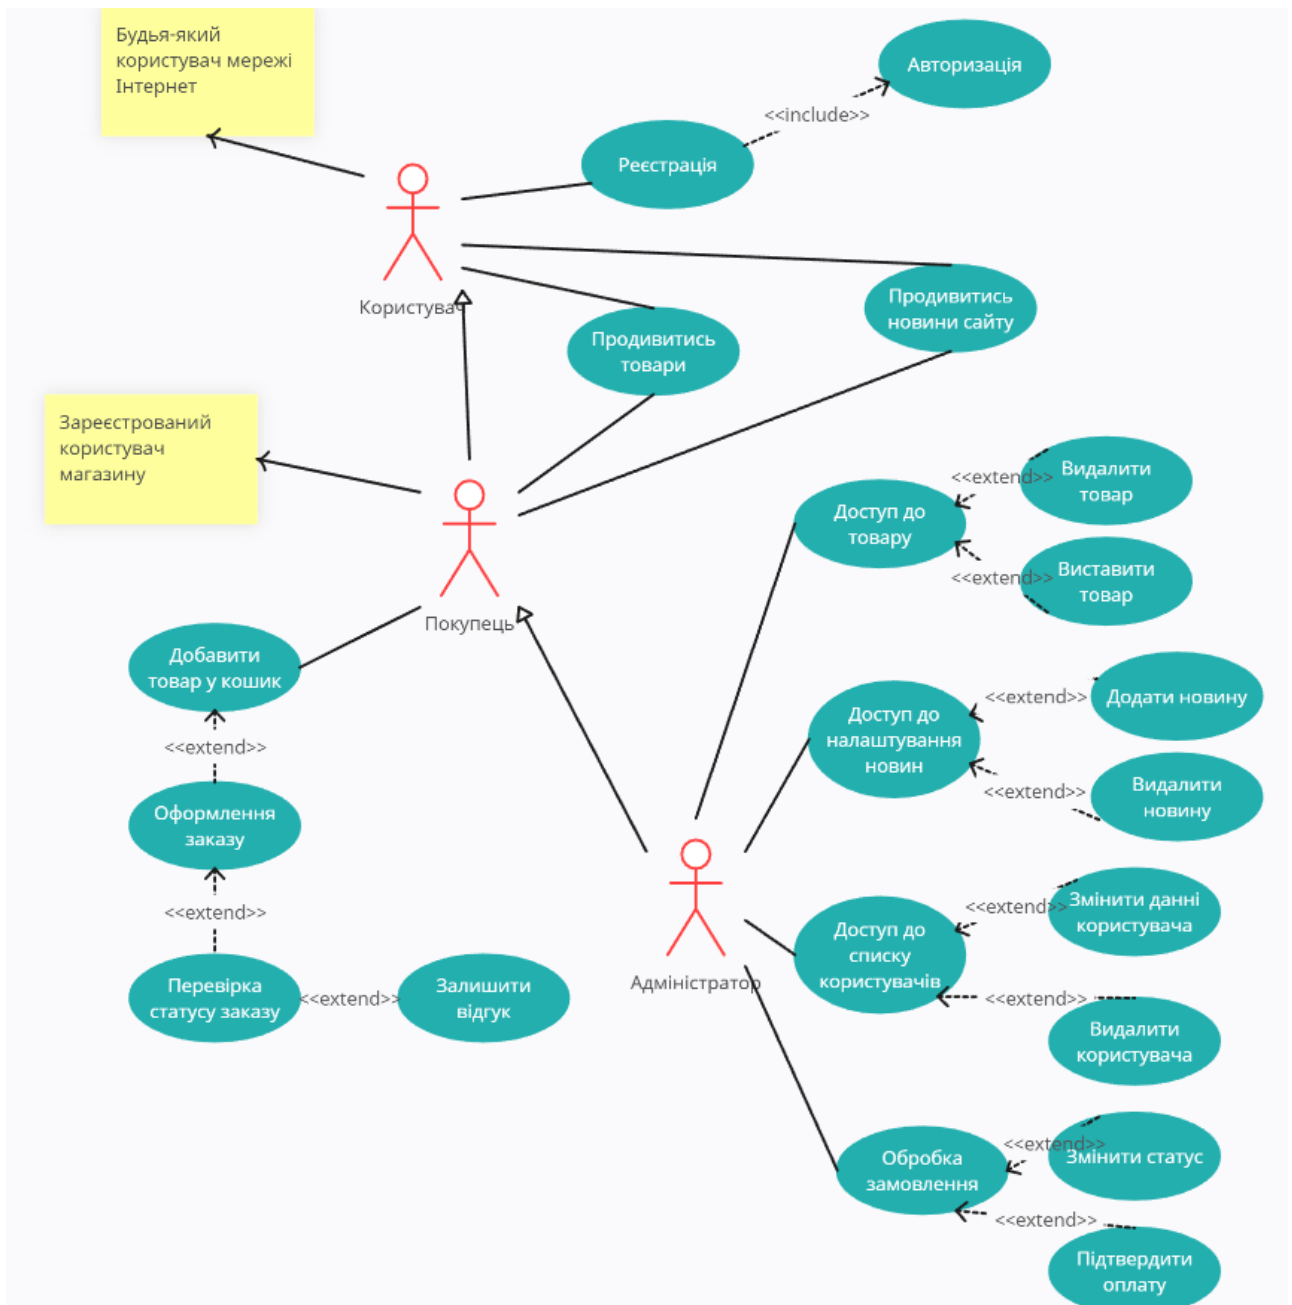 Будья-який
користувач мережі
Інтернет
Авторизація
<<include>>
Реєстрація
Користувач
Продивитись
новини сайту
Продивитись
товари
Зареєстрований
користувач
магазину
Покупець
<<extend>>
Видалити
товар
Доступ до
товару
<<extend>>
Виставити
товар
Добавити
товар у кошик
<<extend>>
Оформлення
заказу
<<extend>>
Перевірка
статусу заказу
<<extend>>
Залишити
відгук
<<extend>>
Додати новину
Доступ до
налаштування
новин
<<extend>>
Видалити
новину
Адміністратор
<<extend>>
Змінити данні
користувача
Доступ до
списку
користувачів
<<extend>>
Видалити
користувача
<<extend>>
Змінити статус
Обробка
замовлення
<<extend>>
Підтвердити
оплату